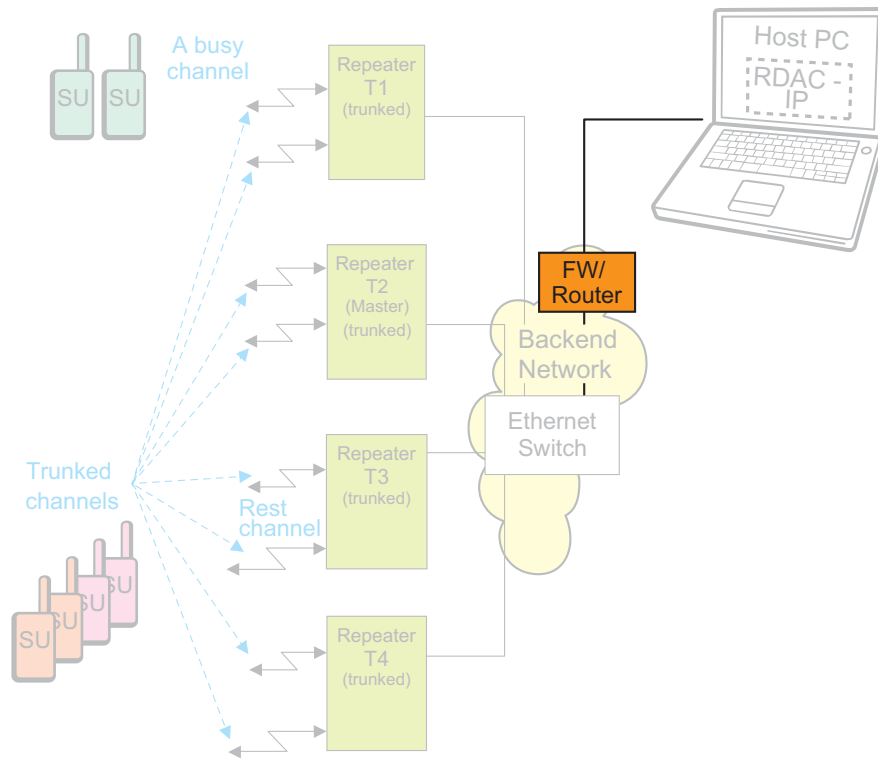 A busy
channel
SU
SU
Repeater
T1
(trunked)
Host PC
RDAC -
IP
Repeater
T2
(Master)
(trunked)
FW/
Router
Backend
Network
Ethernet
Switch
Repeater
T3
(trunked)
Trunked
channels
Rest
channel
SU
SU
SU
SU
Repeater
T4
(trunked)